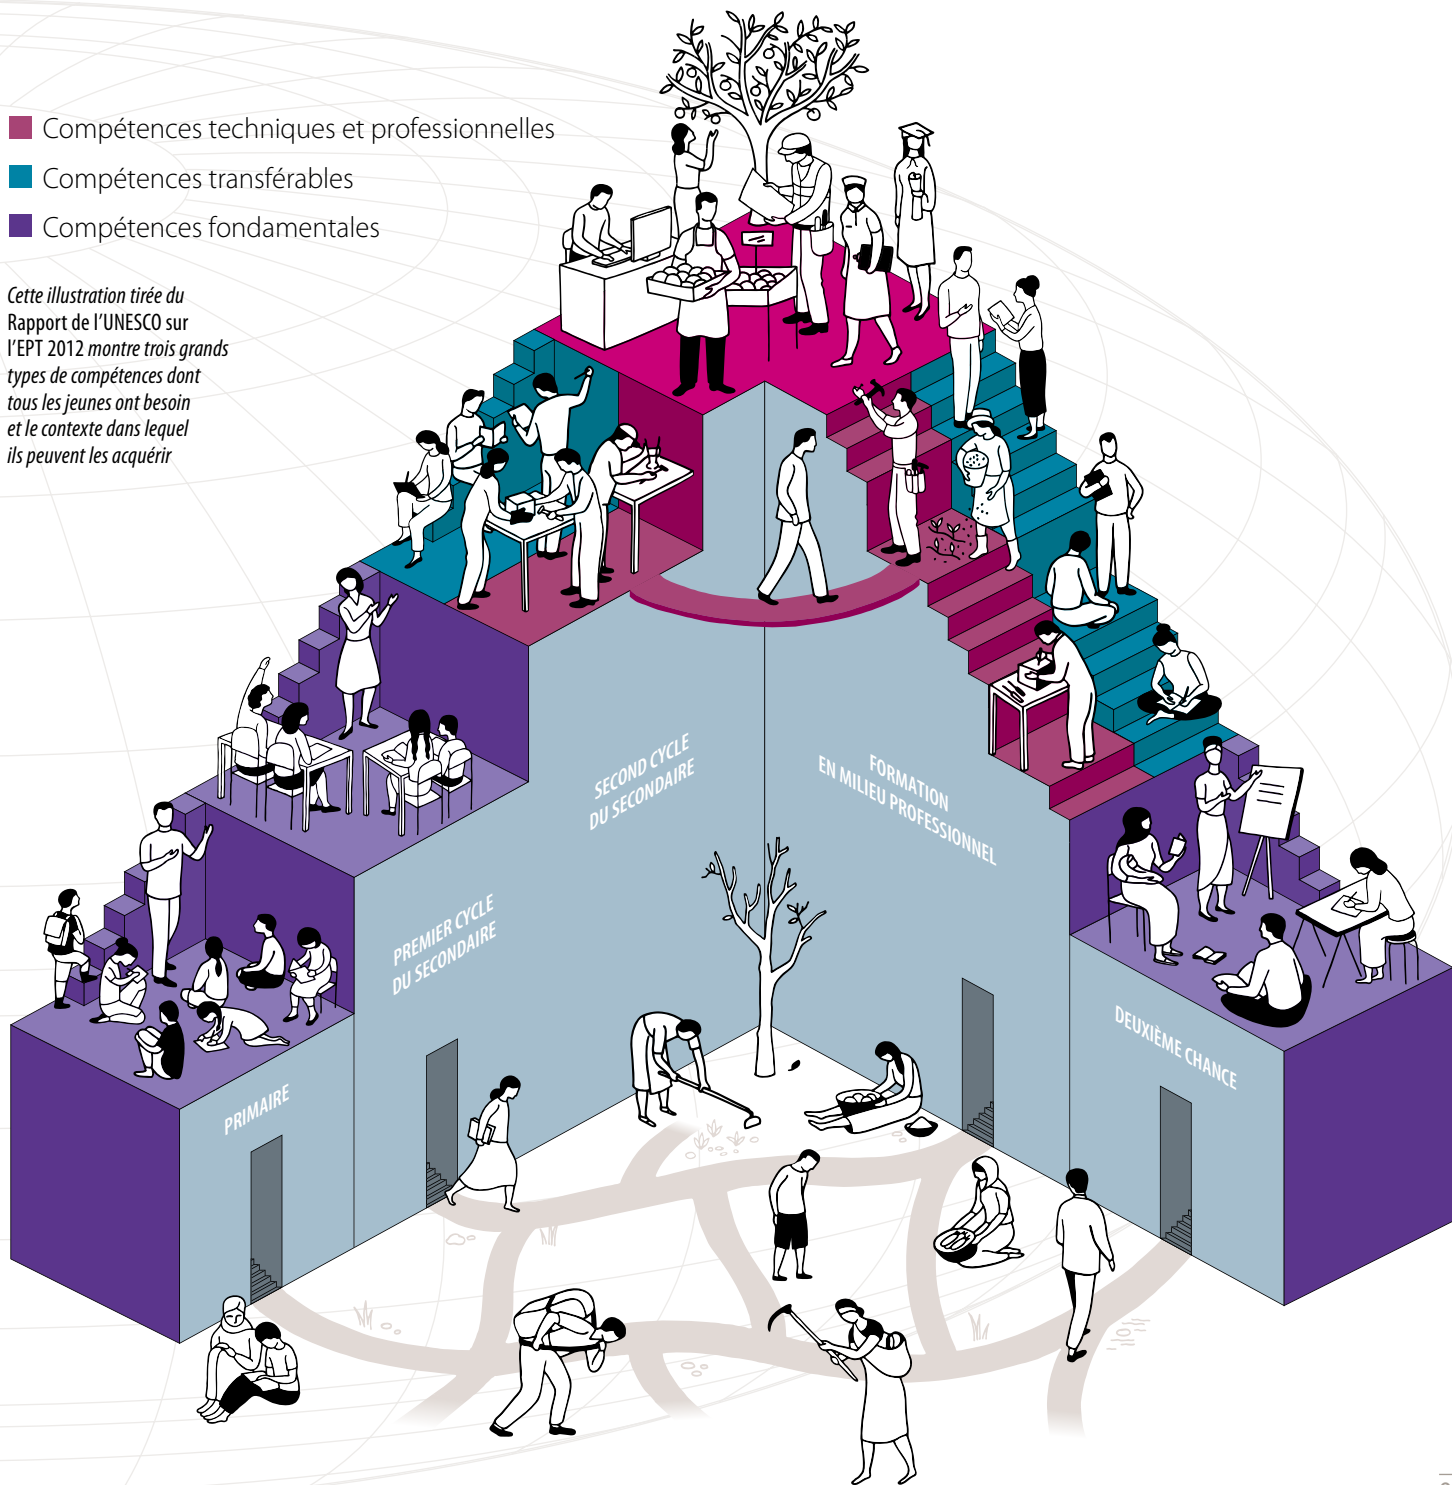 Compétences techniques et professionnelles
Compétences transférables
Compétences fondamentales
Cette illustration tirée du
Rapport de l'UNESCO sur
l'EPT 2012 montre trois grands
types de compétences dont
tous les jeunes ont besoin
et le contexte dans lequel
ils peuvent les acquérir
SECOND CYCLE
DU SECONDAIRE
FORMATION
EN MILIEU PROFESSIONNEL
PREMIER CYCLE
DU SECONDAIRE
DEUXIÈME CHANCE
PRIMAIRE